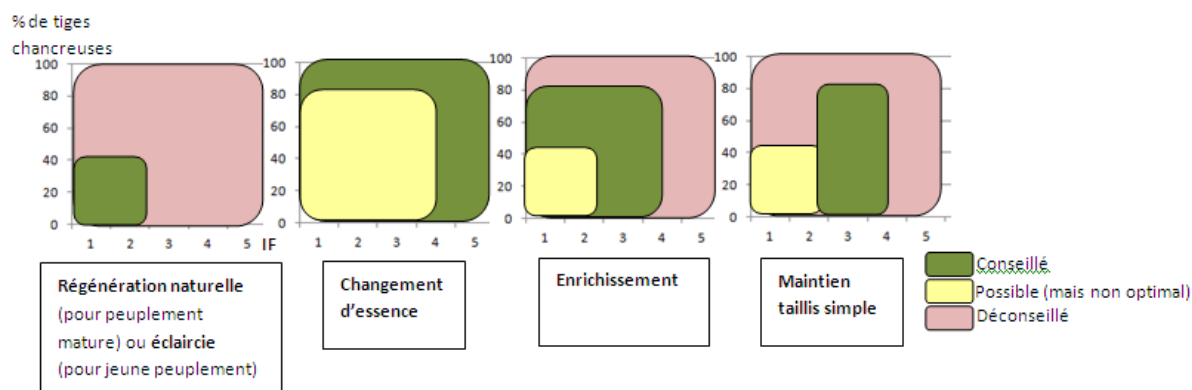 % de tiges
chancreuses
100
80
60
40
20
0
1 2 3 4 5 IF
100
80
60
40
20
0
1 2 3 4 5
100
80
60
40
20
0
1 2 3 4 5
100
80
60
40
20
0
1 2 3 4 5
Régénération naturelle
(pour peuplement
mature) ou éclaircie
(pour jeune peuplement)
Changement
d'essence
Enrichissement
Maintien
taillis simple
Conseillé
Possible (mais non optimal)
Déconseillé